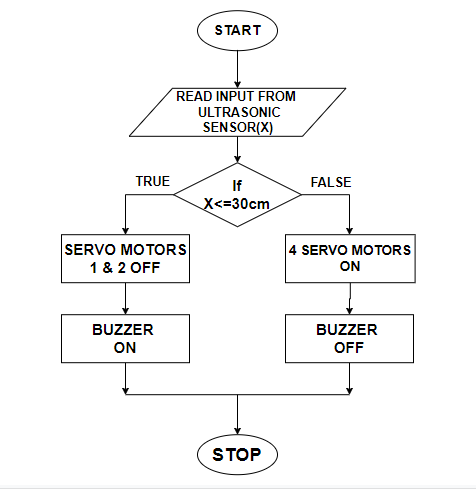 START
READ INPUT FROM
ULTRASONIC
SENSOR(X)
If
X<=30cm
TRUE
FALSE
SERVO MOTORS
1 & 2 OFF
4 SERVO MOTORS
ON
BUZZER
ON
BUZZER
OFF
STOP